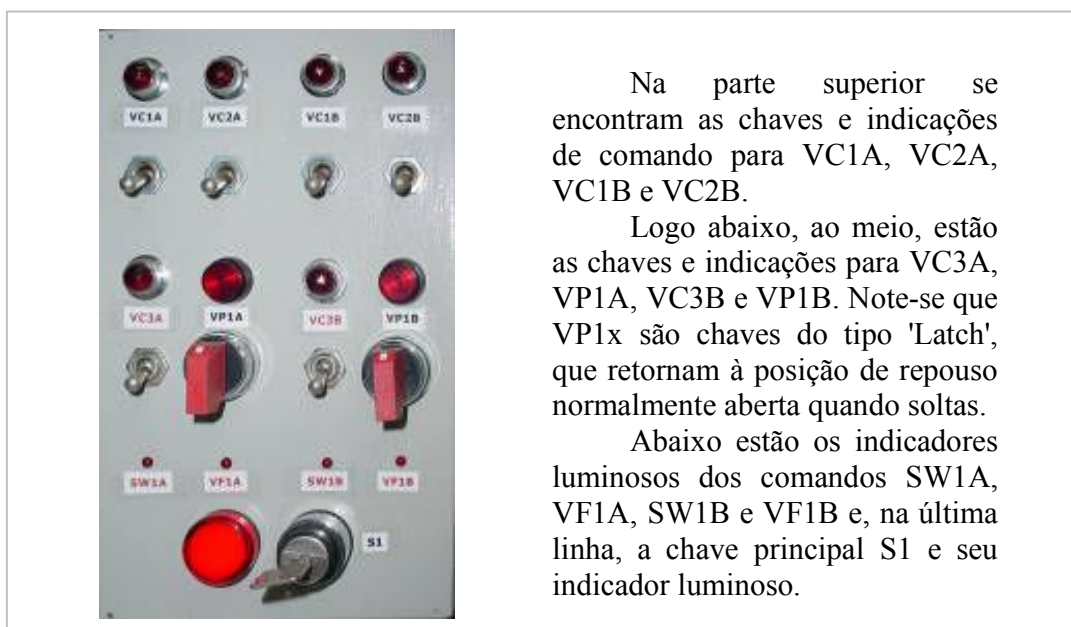 VC1A VC2A VC1B VC2B
VC3A VP1A VC3B VP1B
SW1A VF1A SW1B VF1B
S1
Na parte superior se
encontram as chaves e indicações
de comando para VC1A, VC2A,
VC1B e VC2B.
Logo abaixo, ao meio, estão
as chaves e indicações para VC3A,
VP1A, VC3B e VP1B. Note-se que
VP1x são chaves do tipo 'Latch',
que retornam à posição de repouso
normalmente aberta quando soltas.
Abaixo estão os indicadores
luminosos dos comandos SW1A,
VF1A, SW1B e VF1B e, na última
linha, a chave principal S1 e seu
indicador luminoso.